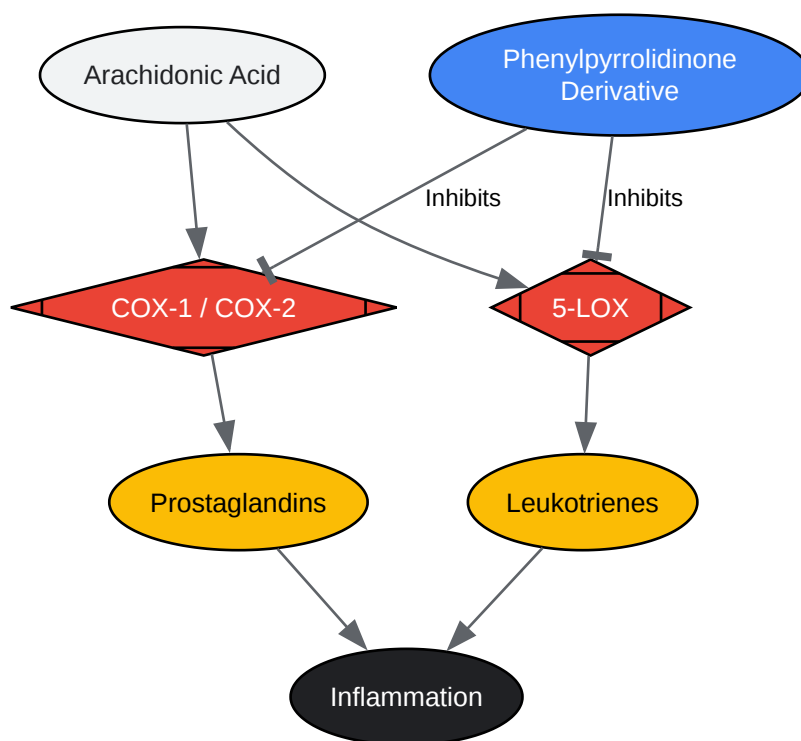 Arachidonic Acid
Phenylpyrrolidinone
Derivative
Inhibits
Inhibits
COX-1 / COX-2
5-LOX
Prostaglandins
Leukotrienes
Inflammation